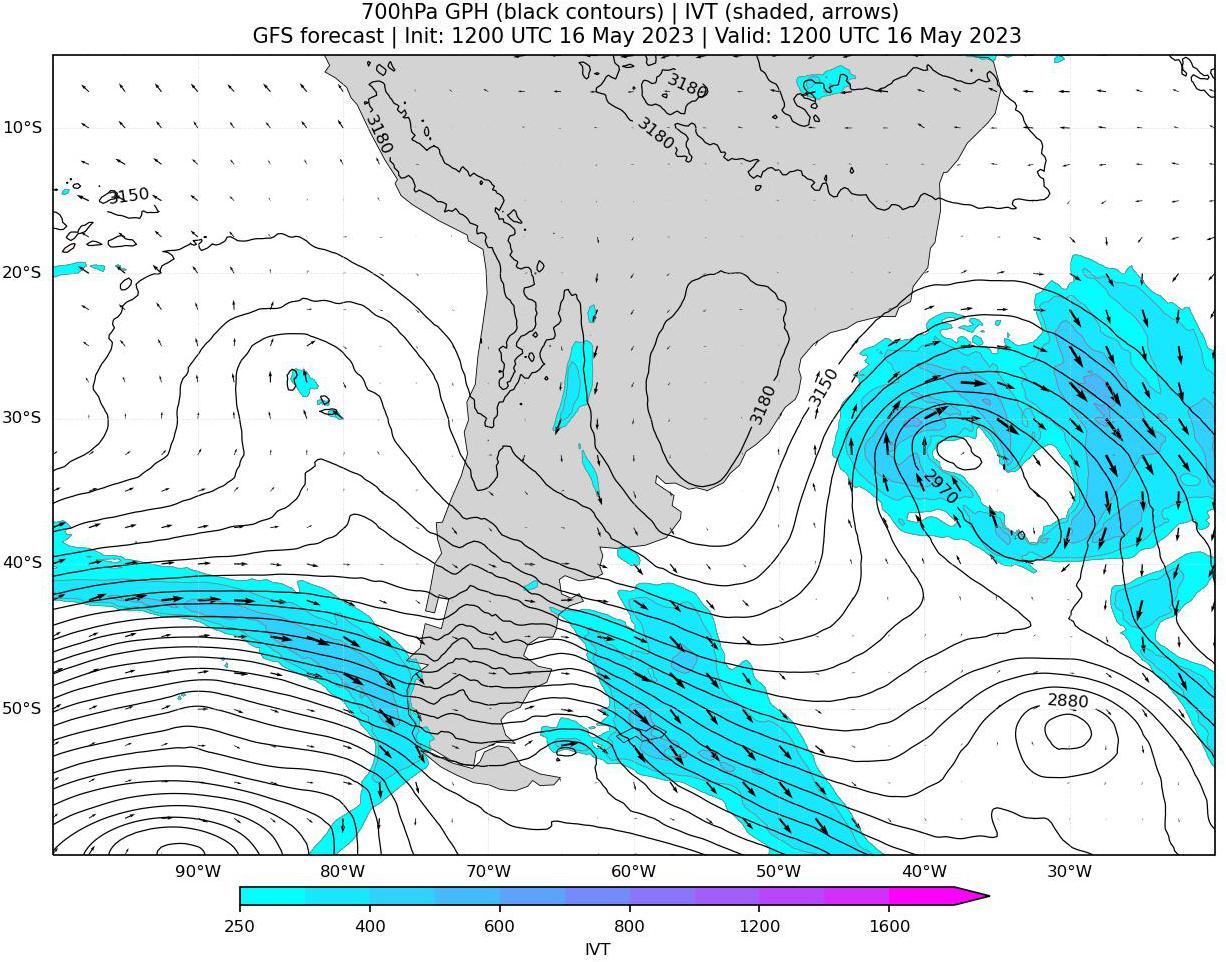 700hPa GPH (black contours) | IVT (shaded, arrows)
GFS forecast | Init: 1200 UTC 16 May 2023 | Valid: 1200 UTC 16 May 2023
3180
3180
3180
10°S
3150
20°S
3180
3150
30°S
2970
40°S
2880
50°S
90°W 80°W 70°W 60°W 50°W 40°W 30°W
250 400 600 800 1200 1600
IVT